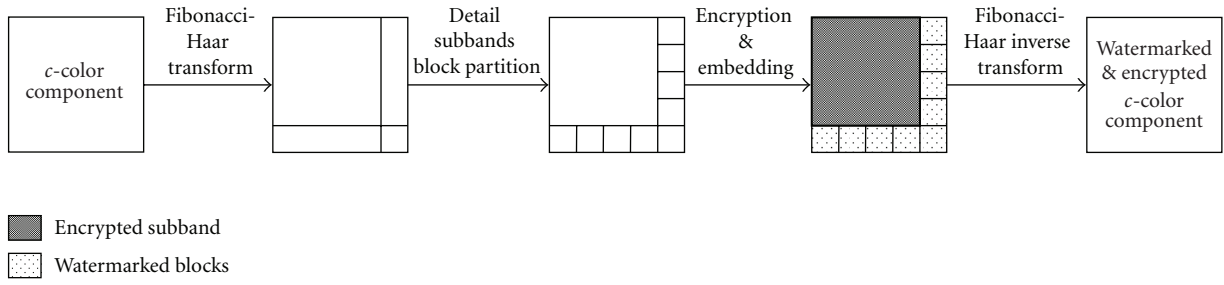 c-color
component
Fibonacci-
Haar
transform
Detail
subbands
block partition
Encryption
&
embedding
Fibonacci-
Haar inverse
transform
Watermarked
& encrypted
c-color
component
Encrypted subband
Watermarked blocks